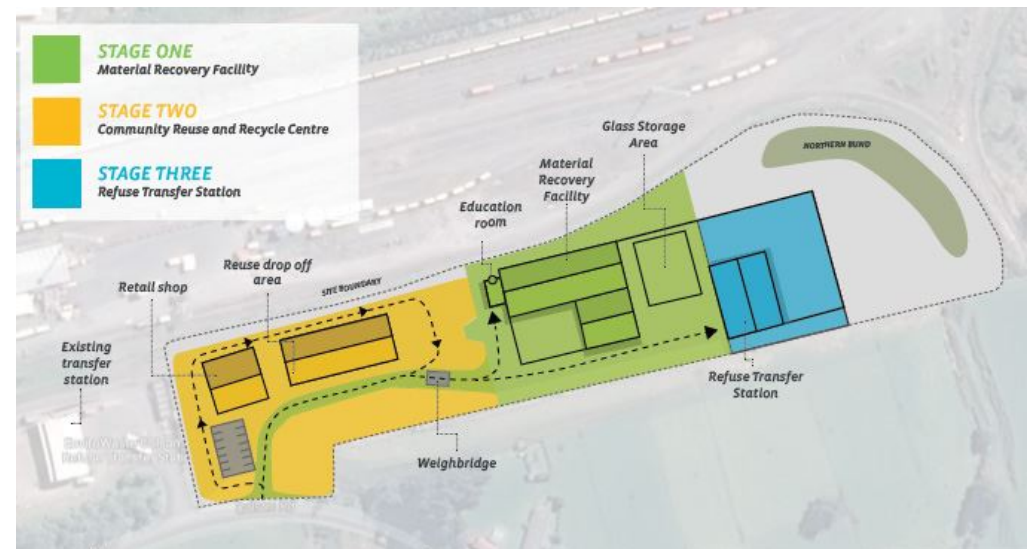 STAGE ONE
Material Recovery Facility
STAGE TWO
Community Reuse and Recycle Centre
STAGE THREE
Refuse Transfer Station
NORTHERN BUND
Glass Storage
Area
Material
Recovery
Facility
Education
room
Reuse drop off
area
SITE BOUNDARY
Retail shop
Existing
transfer
station
Refuse Transfer
Station
Weighbridge